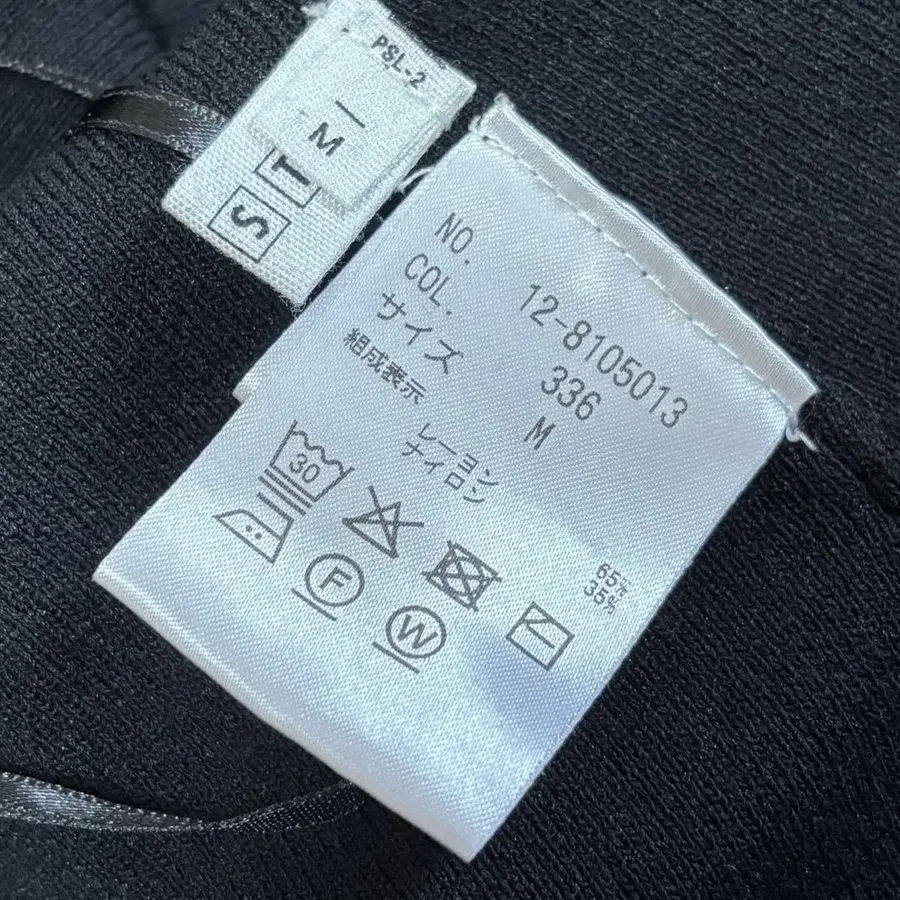 PSL-2
M
S T
NO. 12-8105013
COL. 336
サイズ M
組成表示
レーヨン 65%
ナイロン 35%
30
F
W